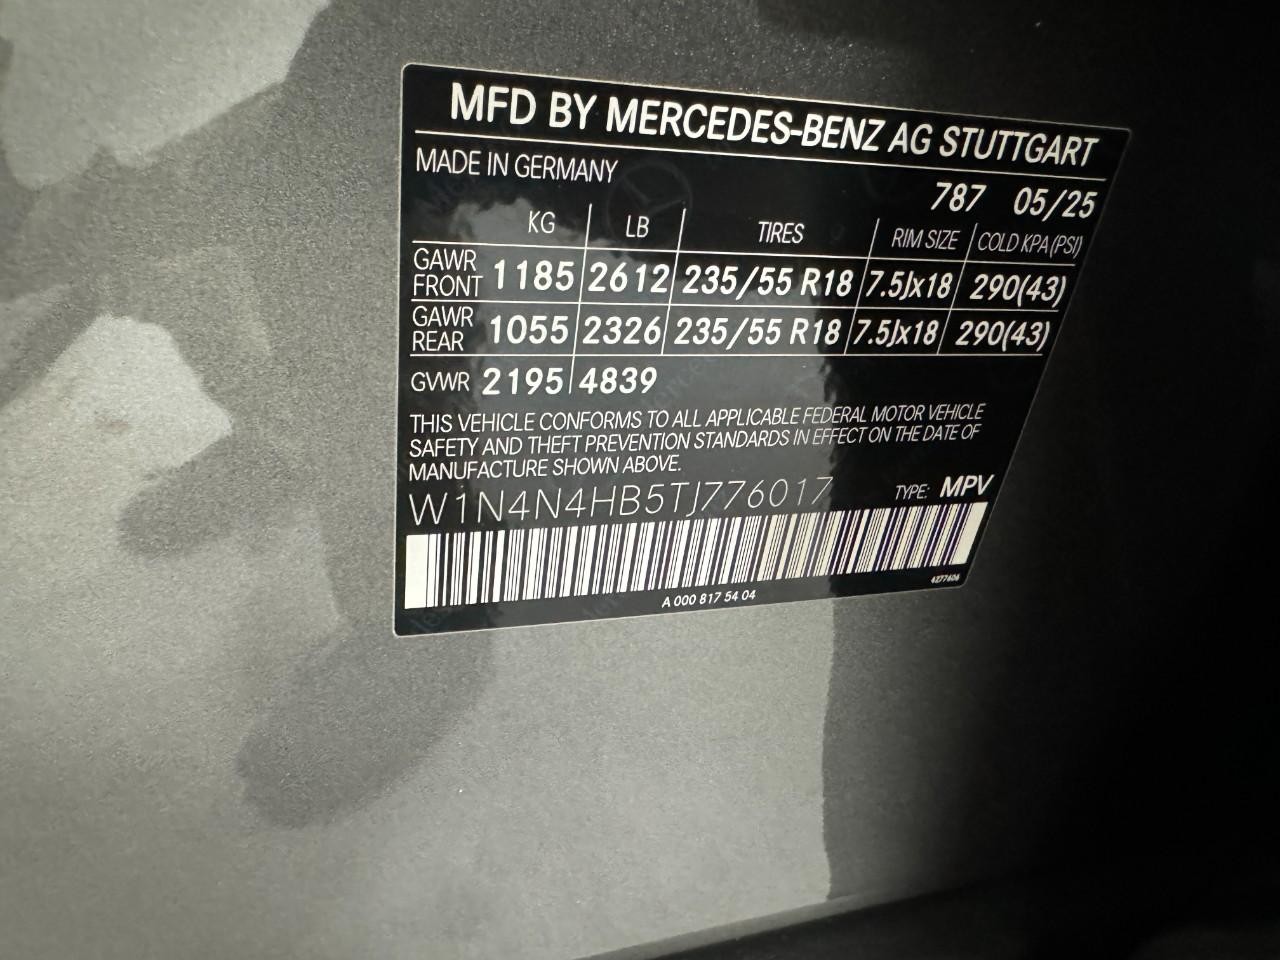 MFD BY MERCEDES-BENZ AG STUTTGART
MADE IN GERMANY
787 05/25
KG LB TIRES RIM SIZE COLD KPA(PSI)
GAWR FRONT 1185 2612 235/55 R18 7.5Jx18 290(43)
GAWR REAR 1055 2326 235/55 R18 7.5Jx18 290(43)
GVWR 2195 4839
THIS VEHICLE CONFORMS TO ALL APPLICABLE FEDERAL MOTOR VEHICLE
SAFETY AND THEFT PREVENTION STANDARDS IN EFFECT ON THE DATE OF
MANUFACTURE SHOWN ABOVE.
W1N4N4HB5TJ776017 TYPE: MPV
4Z77606
A 000 817 54 04